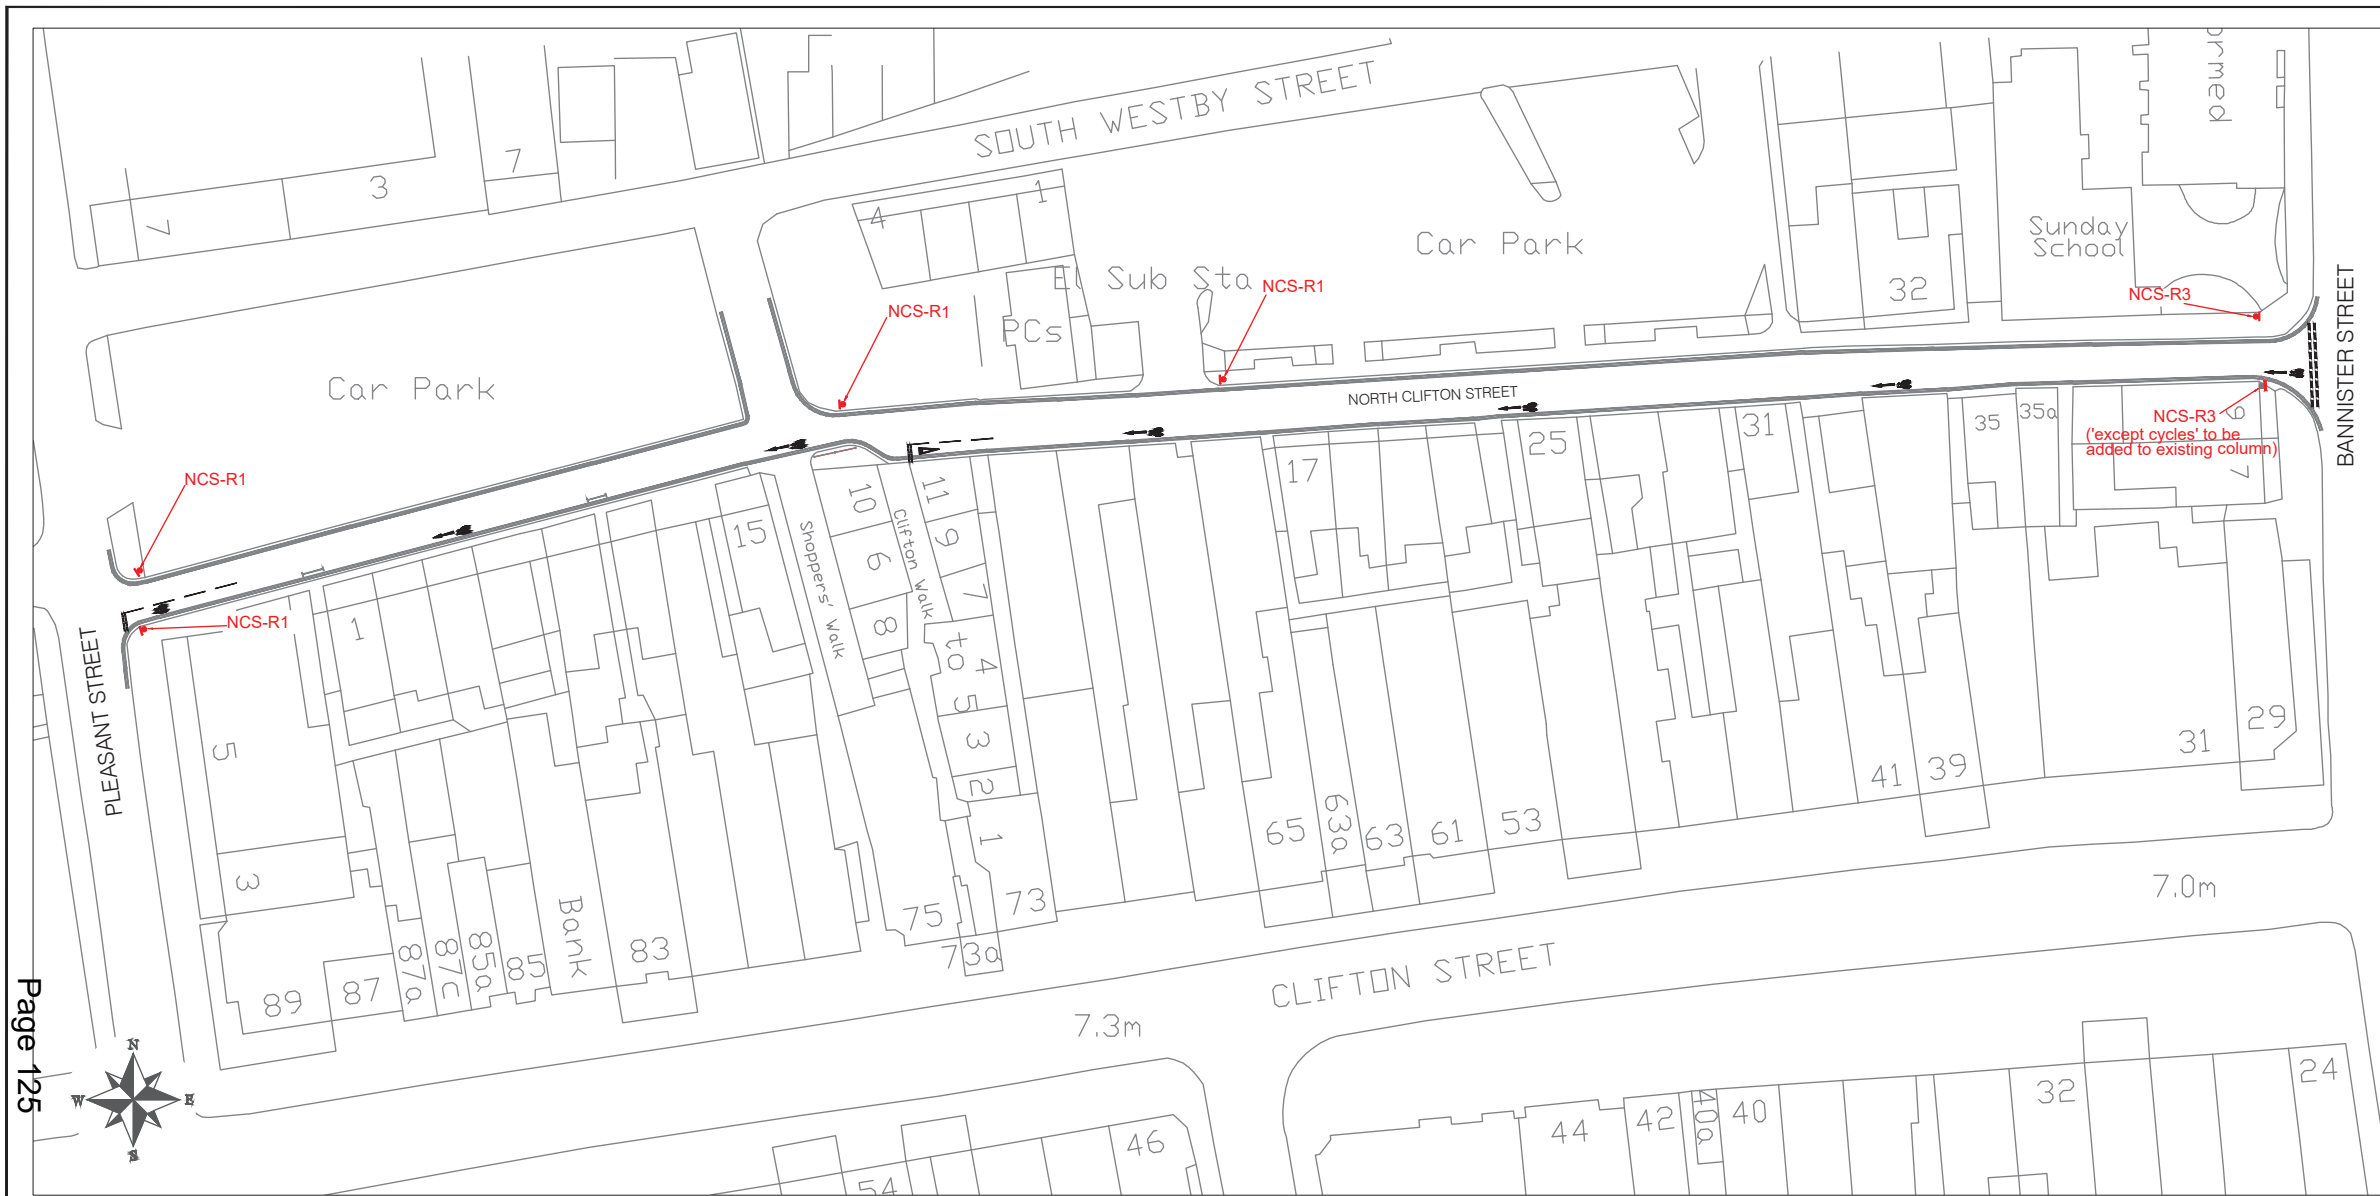 ormed
SOUTH WESTBY STREET
7
3
7
1
4
Car Park
Sunday
School
El Sub Sta
PCs
32
NCS-R1
NCS-R1
NCS-R3
BANNISTER STREET
Car Park
NORTH CLIFTON STREET
NCS-R3
('except cycles' to be
added to existing column)
NCS-R1
NCS-R1
17
25
31
35
35a
9
7
10
6
8
11
9
7
4
to
5
3
2
1
15
Shoppers' Walk
Clifton Walk
1
5
3
PLEASANT STREET
65
63a
63
61
53
41
39
31
29
89
87
87a
87c
85a
85
Bank
83
75
73a
73
7.0m
CLIFTON STREET
7.3m
Page 125
N
W
E
S
54
46
44
42
40a
40
32
24